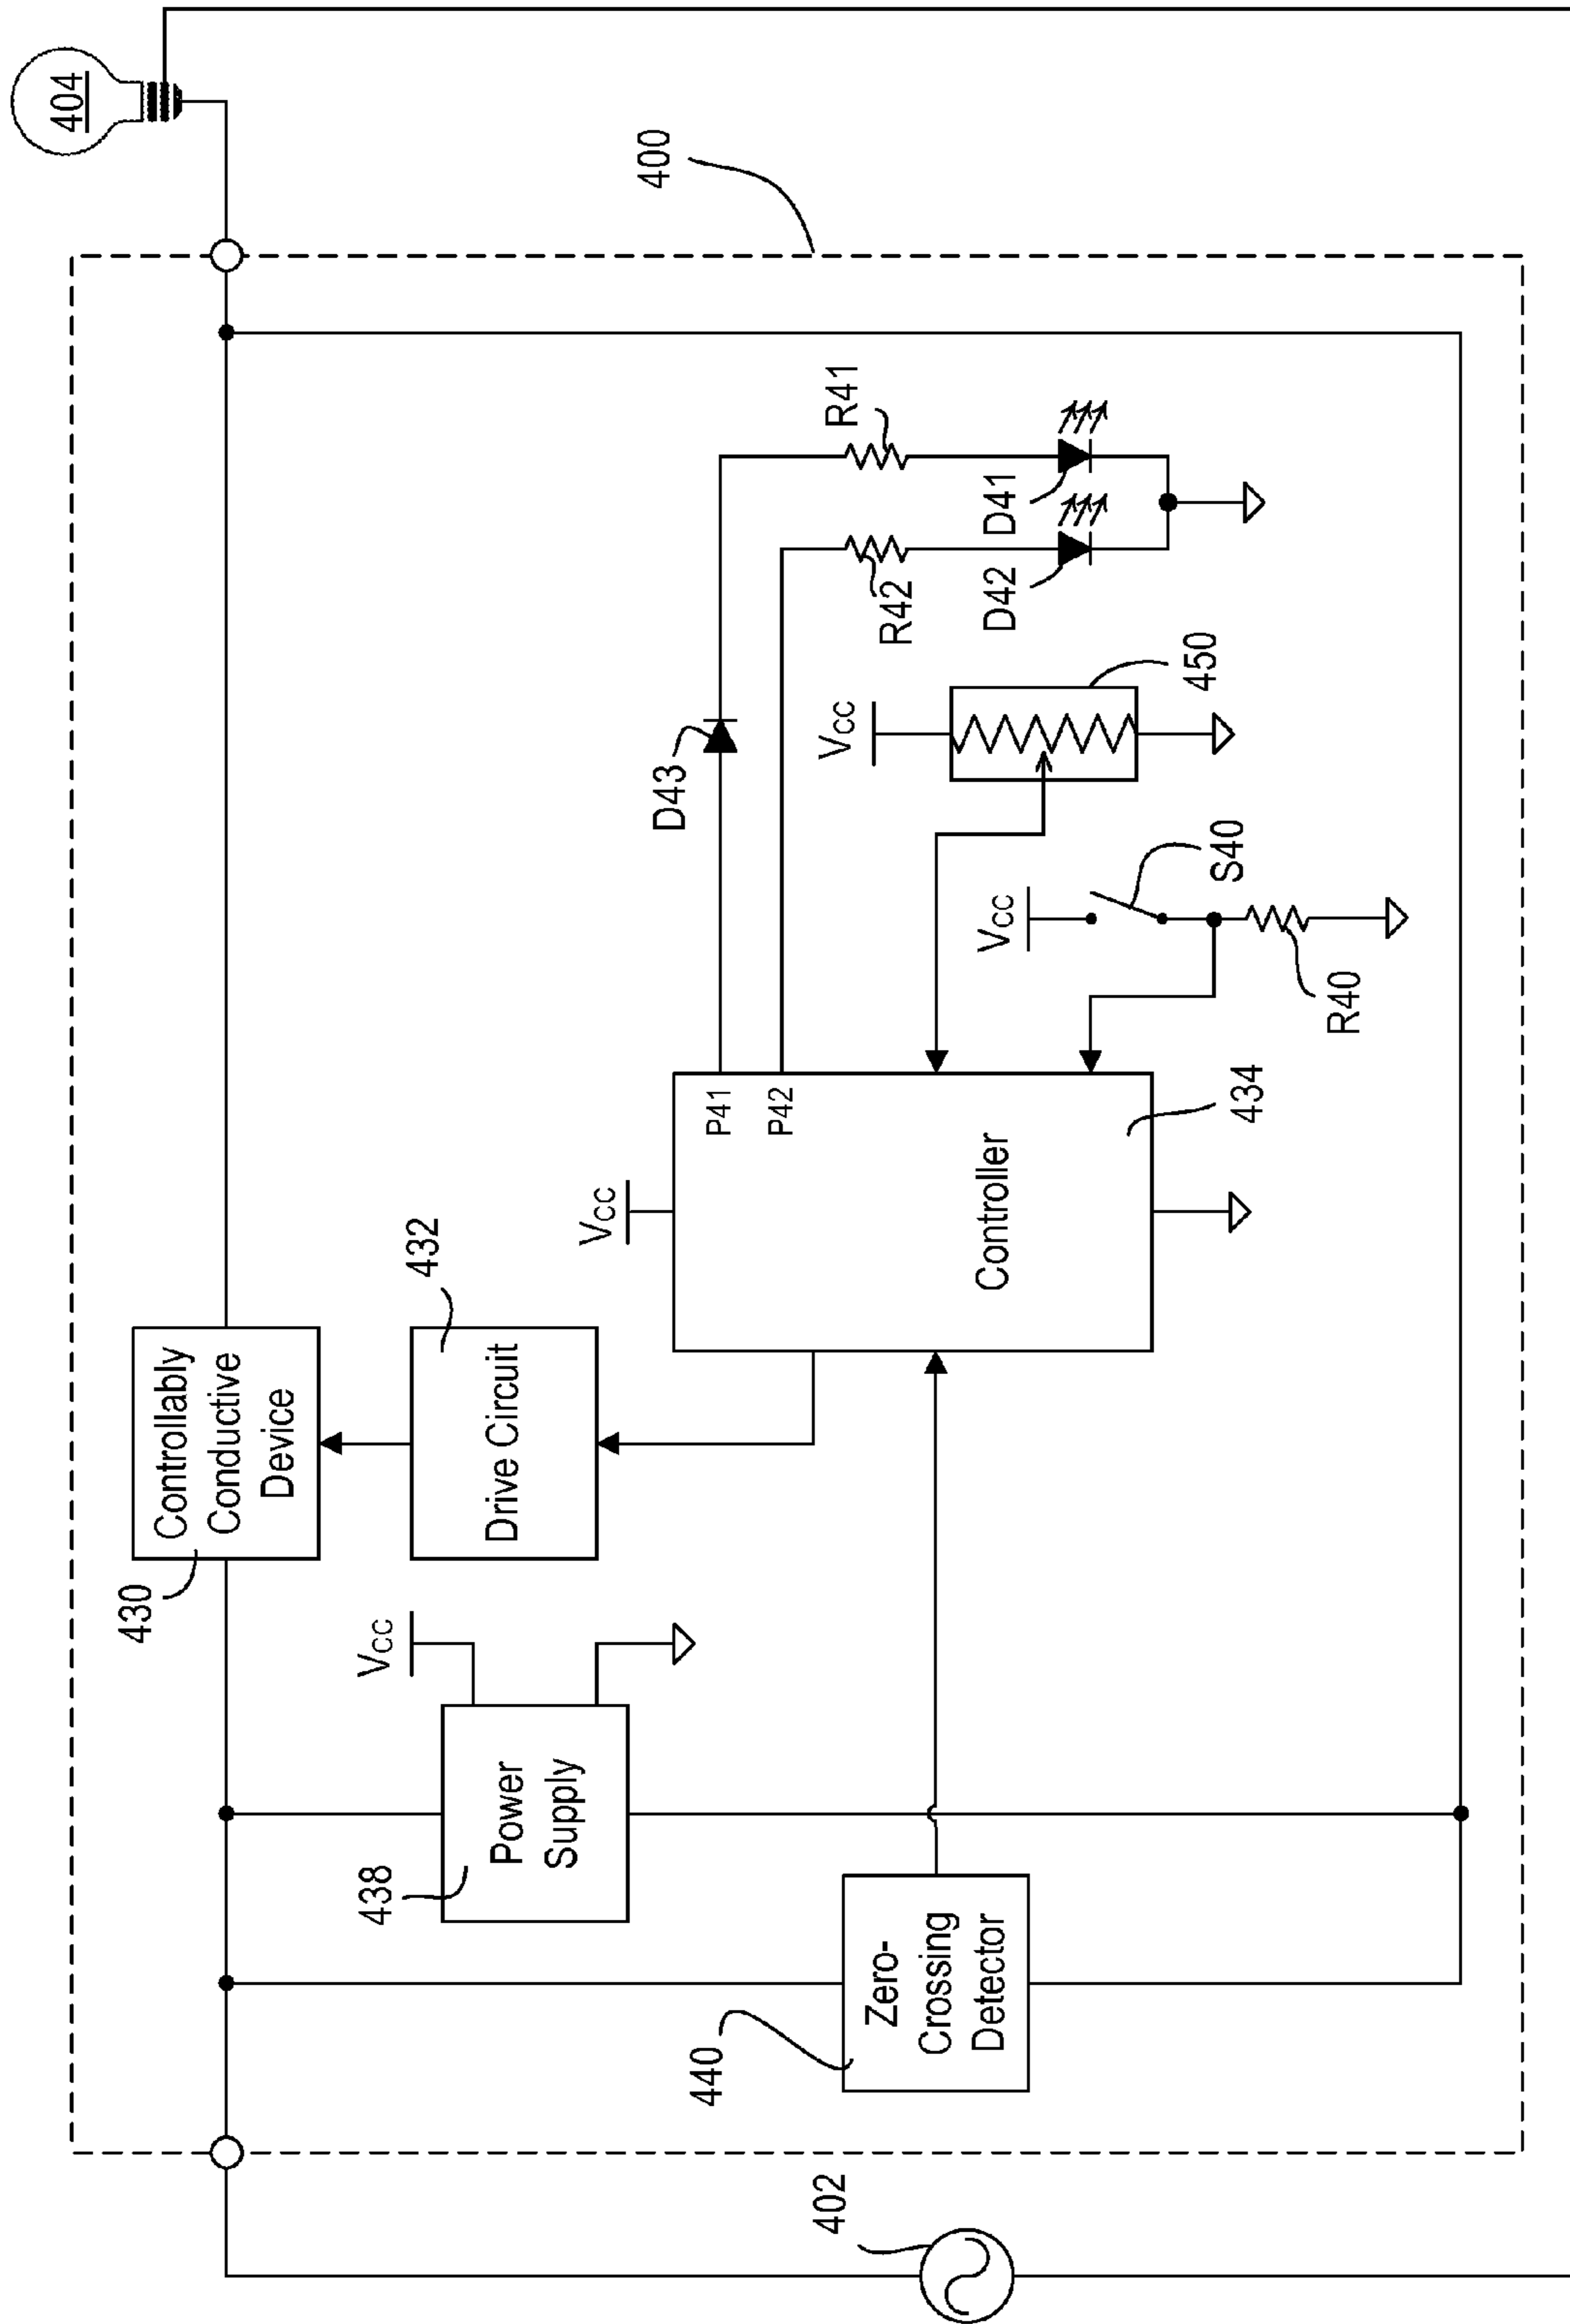 404
400
Controllably
Conductive
Device
430
432
Drive Circuit
Vcc
Power
Supply
438
Vcc
P41
P42
Controller
434
D43
R41
R42
D41
D42
Vcc
450
Vcc
S40
R40
Zero-
Crossing
Detector
440
402